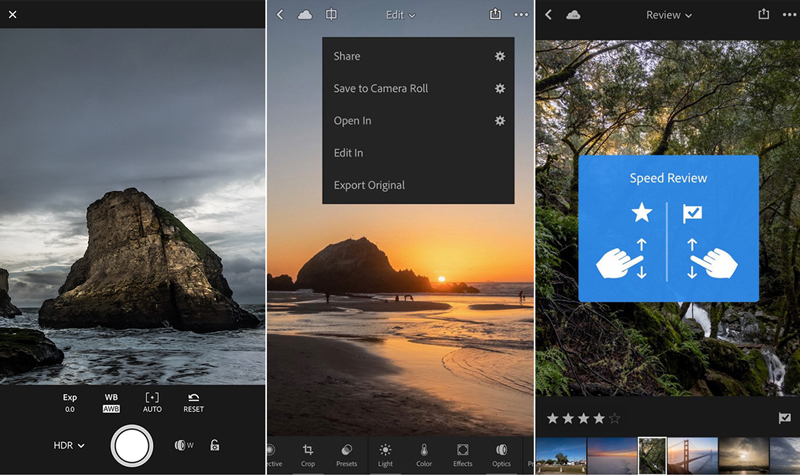 Exp
0.0
WB
AWB
AUTO
RESET
HDR
W
Edit
Share
Save to Camera Roll
Open In
Edit In
Export Original
ective
Crop
Presets
Light
Color
Effects
Optics
Review
Speed Review